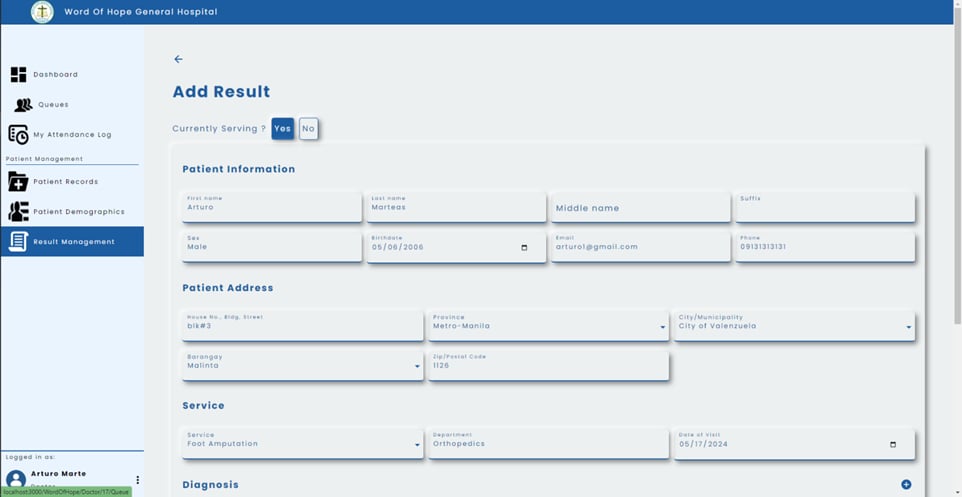 Word Of Hope General Hospital
Dashboard
Queues
My Attendance Log
Patient Management
Patient Records
Patient Demographics
Result Management
Logged in as:
Arturo Marte
Doctor
localhost:3000/WordOfHope/Doctor/17/Queue
Add Result
Currently Serving ? Yes No
Patient Information
First name Last name Middle name Suffix
Arturo Marteas
Sex Birthdate Email Phone
Male 05/06/2006 arturo1@gmail.com 09131313131
Patient Address
House No., Bldg, Street Province City/Municipality
blk#3 Metro-Manila City of Valenzuela
Barangay Zip/Postal Code
Malinta 1126
Service
Service Department Date of Visit
Foot Amputation Orthopedics 05/17/2024
Diagnosis